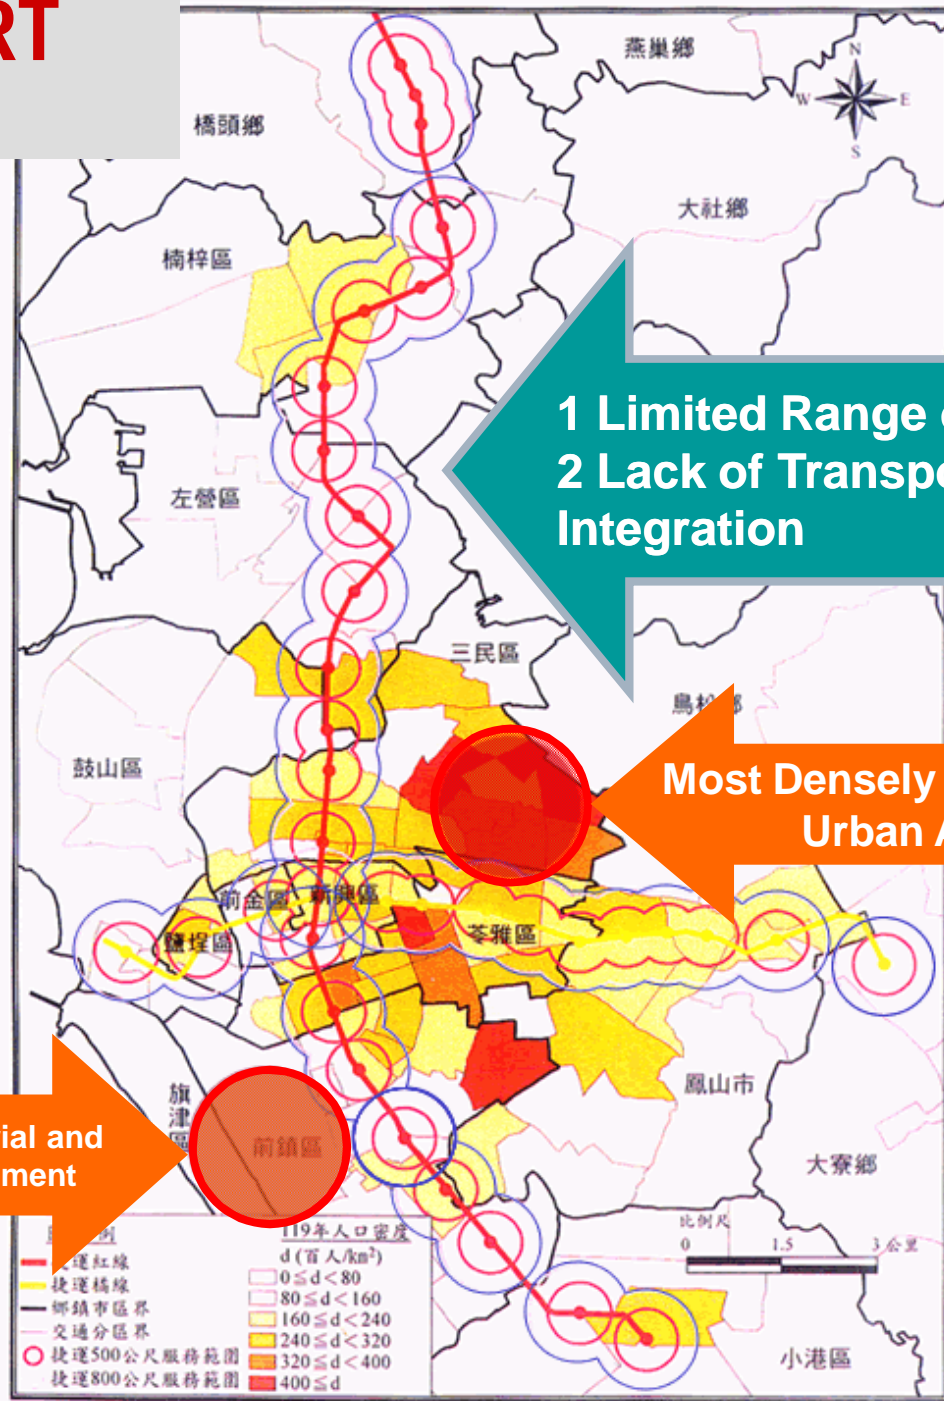 RT
燕巢鄉
N
W
E
S
橋頭鄉
大社鄉
楠梓區
1 Limited Range
2 Lack of Transpo
Integration
左營區
三民區
鳥松鄉
鼓山區
Most Densely
Urban A
前金區
新興區
鹽埕區
苓雅區
鳳山市
旗津區
ial and
ment
前鎮區
大寮鄉
比例尺
0 1.5 3 公里
小港區
例
捷運紅線
捷運橘線
鄉鎮市區界
交通分區界
捷運500公尺服務範圍
捷運800公尺服務範圍
119年人口密度
d (百人/km²)
0≦d<80
80≦d<160
160≦d<240
240≦d<320
320≦d<400
400≦d